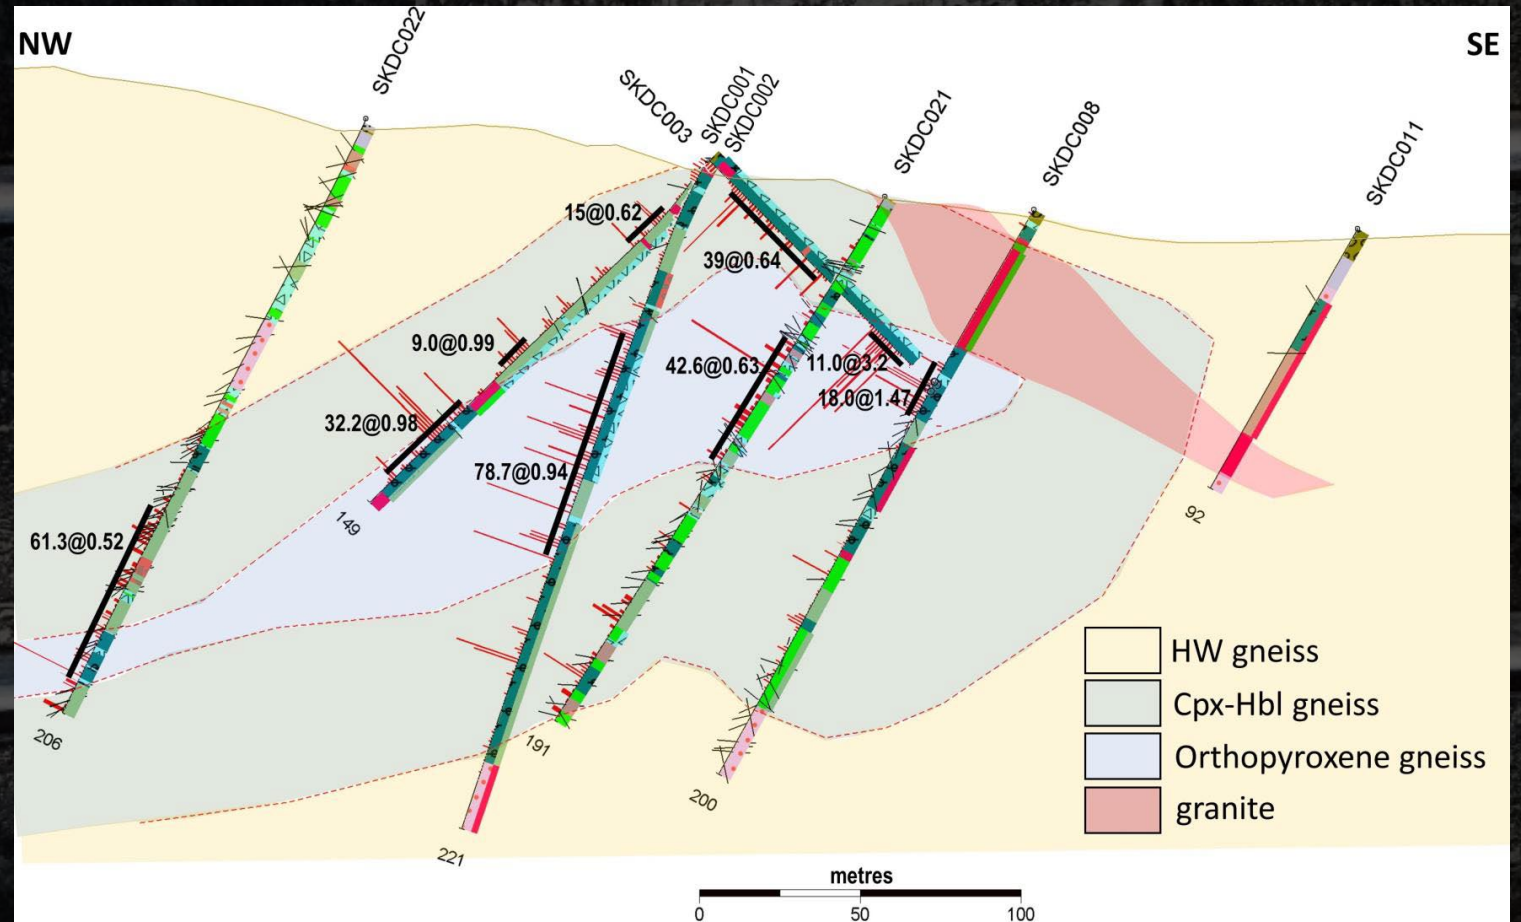 NW
SE
SKDC022
SKDC003
SKDC001
SKDC002
SKDC021
SKDC008
SKDC011
15@0.62
39@0.64
9.0@0.99
42.6@0.63
11.0@3.2
18.0@1.47
32.2@0.98
78.7@0.94
61.3@0.52
149
92
206
191
200
221
HW gneiss
Cpx-Hbl gneiss
Orthopyroxene gneiss
granite
metres
0 50 100